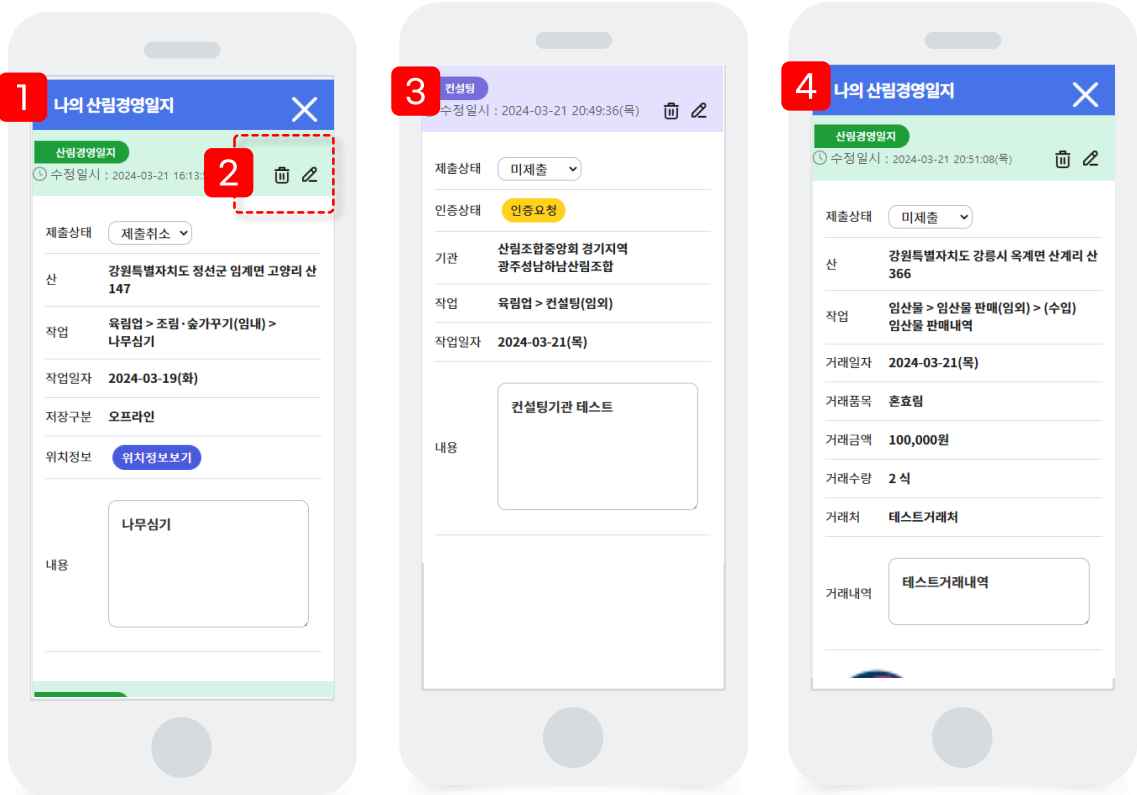 1
나의 산림경영일지
산림경영일지
수정일시 : 2024-03-21 16:13:
2
제출상태 제출취소
산 강원특별자치도 정선군 임계면 고양리 산
147
작업 육림업 > 조림·숲가꾸기(임내) >
나무심기
작업일자 2024-03-19(화)
저장구분 오프라인
위치정보 위치정보보기
내용 나무심기
3
컨설팅
수정일시 : 2024-03-21 20:49:36(목)
제출상태 미제출
인증상태 인증요청
기관 산림조합중앙회 경기지역
광주성남하남산림조합
작업 육림업 > 컨설팅(임외)
작업일자 2024-03-21(목)
내용 컨설팅기관 테스트
4
나의 산림경영일지
산림경영일지
수정일시 : 2024-03-21 20:51:08(목)
제출상태 미제출
산 강원특별자치도 강릉시 옥계면 산계리 산
366
작업 임산물 > 임산물 판매(임외) > (수입)
임산물 판매내역
거래일자 2024-03-21(목)
거래품목 혼효림
거래금액 100,000원
거래수량 2 식
거래처 테스트거래처
거래내역 테스트거래내역